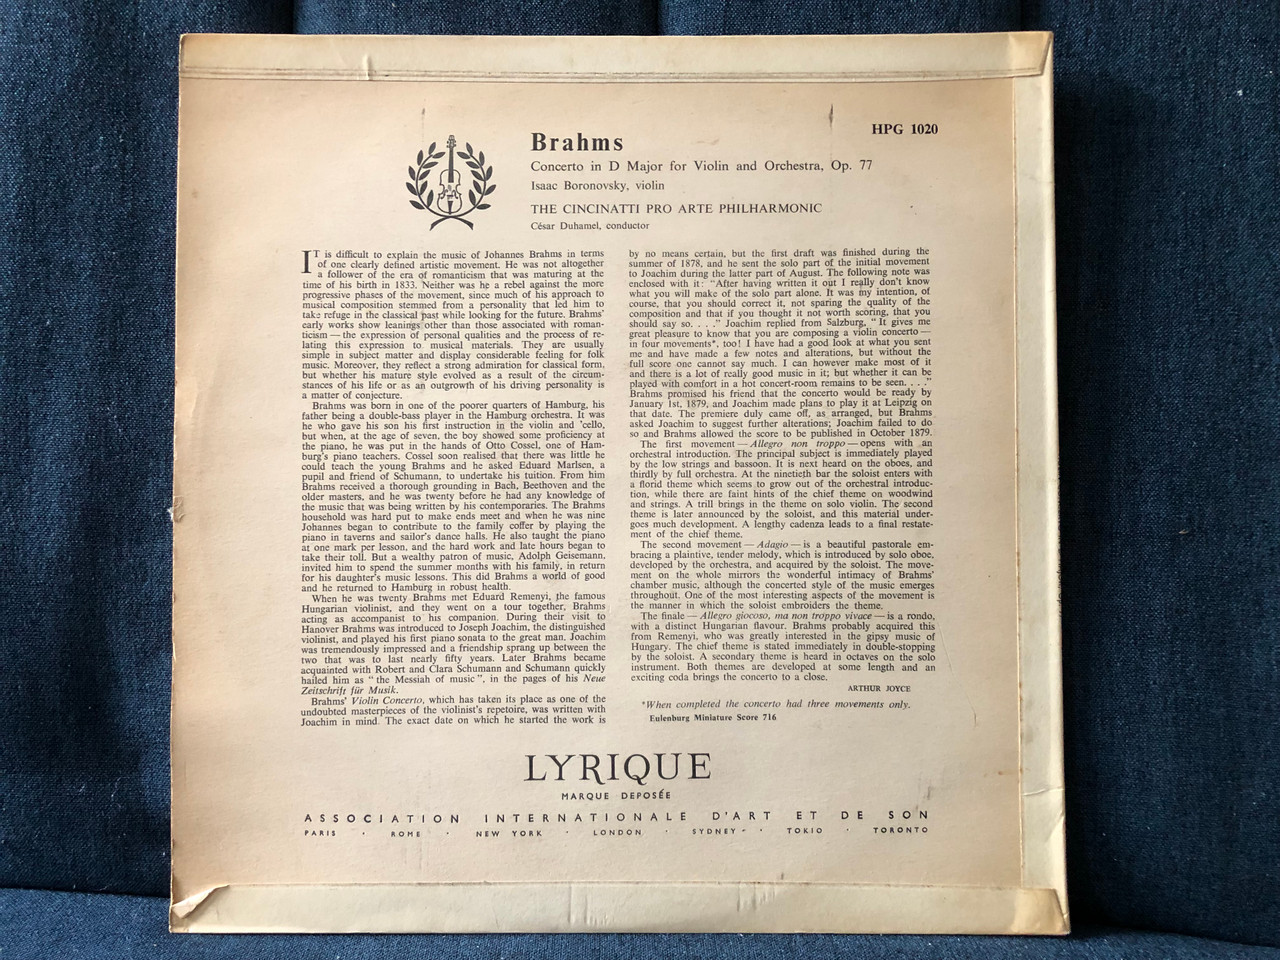 HPG 1020
Brahms
Concerto in D Major for Violin and Orchestra, Op. 77
Isaac Boronovsky, violin
THE CINCINATTI PRO ARTE PHILHARMONIC
César Duhamel, conductor
IT is difficult to explain the music of Johannes Brahms in terms
of one clearly defined artistic movement. He was not altogether
a follower of the era of romanticism that was maturing at the
time of his birth in 1833. Neither was he a rebel against the more
progressive phases of the movement, since much of his approach to
musical composition stemmed from a personality that led him to
take refuge in the classical past while looking for the future. Brahms'
early works show leanings other than those associated with roman-
ticism — the expression of personal qualities and the process of re-
lating this expression to musical materials. They are usually
simple in subject matter and display considerable feeling for folk
music. Moreover, they reflect a strong admiration for classical form,
but whether his mature style evolved as a result of the circum-
stances of his life or as an outgrowth of his driving personality is
a matter of conjecture.
Brahms was born in one of the poorer quarters of Hamburg, his
father being a double-bass player in the Hamburg orchestra. It was
he who gave his son his first instruction in the violin and 'cello,
but when, at the age of seven, the boy showed some proficiency at
the piano, he was put in the hands of Otto Cossel, one of Ham-
burg's piano teachers. Cossel soon realised that there was little he
could teach the young Brahms and he asked Eduard Marlsen, a
pupil and friend of Schumann, to undertake his tuition. From him
Brahms received a thorough grounding in Bach, Beethoven and the
older masters, and he was twenty before he had any knowledge of
the music that was being written by his contemporaries. The Brahms
household was hard put to make ends meet and when he was nine
Johannes began to contribute to the family coffer by playing the
piano in taverns and sailor's dance halls. He also taught the piano
at one mark per lesson, and the hard work and late hours began to
take their toll. But a wealthy patron of music, Adolph Geisemann,
invited him to spend the summer months with his family, in return
for his daughter's music lessons. This did Brahms a world of good
and he returned to Hamburg in robust health.
When he was twenty Brahms met Eduard Remenyi, the famous
Hungarian violinist, and they went on a tour together, Brahms
acting as accompanist to his companion. During their visit to
Hanover Brahms was introduced to Joseph Joachim, the distinguished
violinist, and played his first piano sonata to the great man. Joachim
was tremendously impressed and a friendship sprang up between the
two that was to last nearly fifty years. Later Brahms became
acquainted with Robert and Clara Schumann and Schumann quickly
hailed him as " the Messiah of music ", in the pages of his Neue
Zeitschrift für Musik.
Brahms' Violin Concerto, which has taken its place as one of the
undoubted masterpieces of the violinist's repetoire, was written with
Joachim in mind. The exact date on which he started the work is
by no means certain, but the first draft was finished during the
summer of 1878, and he sent the solo part of the initial movement
to Joachim during the latter part of August. The following note was
enclosed with it: "After having written it out I really don't know
what you will make of the solo part alone. It was my intention, of
course, that you should correct it, not sparing the quality of the
composition and that if you thought it not worth scoring, that you
should say so. . . ." Joachim replied from Salzburg, " It gives me
great pleasure to know that you are composing a violin concerto —
in four movements*, too! I have had a good look at what you sent
me and have made a few notes and alterations, but without the
full score one cannot say much. I can however make most of it
and there is a lot of really good music in it; but whether it can be
played with comfort in a hot concert-room remains to be seen. . . ."
Brahms promised his friend that the concerto would be ready by
January 1st, 1879, and Joachim made plans to play it at Leipzig on
that date. The premiere duly came off, as arranged, but Brahms
asked Joachim to suggest further alterations; Joachim failed to do
so and Brahms allowed the score to be published in October 1879.
The first movement — Allegro non troppo — opens with an
orchestral introduction. The principal subject is immediately played
by the low strings and bassoon. It is next heard on the oboes, and
thirdly by full orchestra. At the ninetieth bar the soloist enters with
a florid theme which seems to grow out of the orchestral introduc-
tion, while there are faint hints of the chief theme on woodwind
and strings. A trill brings in the theme on solo violin. The second
theme is later announced by the soloist, and this material under-
goes much development. A lengthy cadenza leads to a final restate-
ment of the chief theme.
The second movement — Adagio — is a beautiful pastorale em-
bracing a plaintive, tender melody, which is introduced by solo oboe,
developed by the orchestra, and acquired by the soloist. The move-
ment on the whole mirrors the wonderful intimacy of Brahms'
chamber music, although the concerted style of the music emerges
throughout. One of the most interesting aspects of the movement is
the manner in which the soloist embroiders the theme.
The finale — Allegro giocoso, ma non troppo vivace — is a rondo,
with a distinct Hungarian flavour. Brahms probably acquired this
from Remenyi, who was greatly interested in the gipsy music of
Hungary. The chief theme is stated immediately in double-stopping
by the soloist. A secondary theme is heard in octaves on the solo
instrument. Both themes are developed at some length and an
exciting coda brings the concerto to a close.
ARTHUR JOYCE
*When completed the concerto had three movements only.
Eulenburg Miniature Score 716
LYRIQUE
MARQUE DEPOSÉE
ASSOCIATION INTERNATIONALE D'ART ET DE SON
PARIS · ROME · NEW YORK · LONDON · SYDNEY · TOKIO · TORONTO